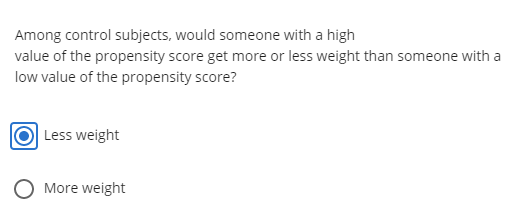 Among control subjects, would someone with a high
value of the propensity score get more or less weight than someone with a
low value of the propensity score?
Less weight
More weight